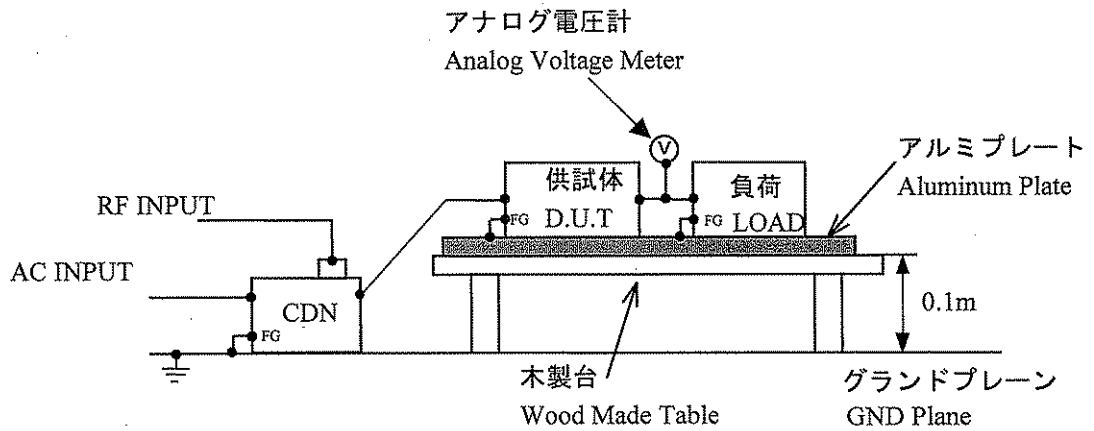 アナログ電圧計
Analog Voltage Meter
V
アルミプレート
Aluminum Plate
供試体
D.U.T
FG
負荷
LOAD
FG
RF INPUT
AC INPUT
CDN
FG
0.1m
木製台
Wood Made Table
グランドプレーン
GND Plane